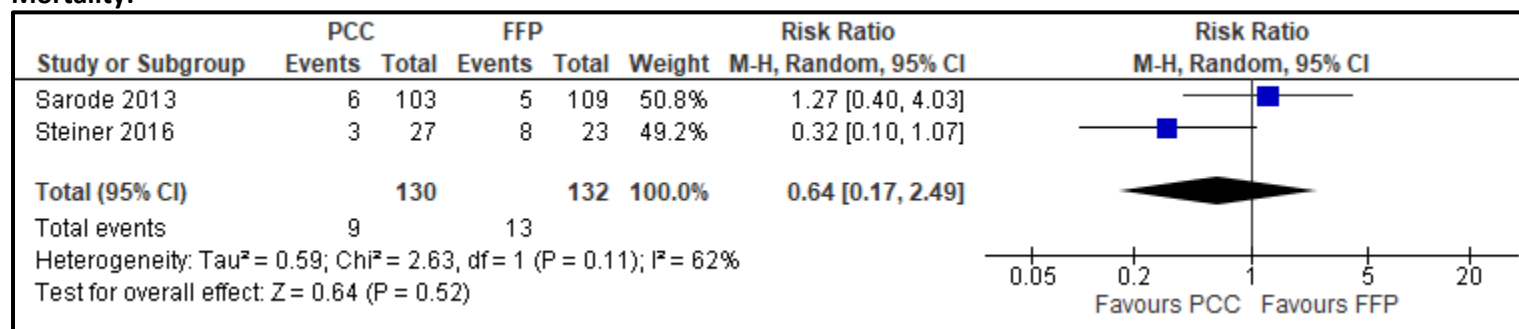 PCC FFP Risk Ratio Risk Ratio
Study or Subgroup Events Total Events Total Weight M-H, Random, 95% CI M-H, Random, 95% CI
Sarode 2013 6 103 5 109 50.8% 1.27 [0.40, 4.03]
Steiner 2016 3 27 8 23 49.2% 0.32 [0.10, 1.07]
Total (95% CI) 130 132 100.0% 0.64 [0.17, 2.49]
Total events 9 13
Heterogeneity: Tau² = 0.59; Chi² = 2.63, df = 1 (P = 0.11); I² = 62%
Test for overall effect: Z = 0.64 (P = 0.52)
0.05 0.2 1 5 20
Favours PCC Favours FFP